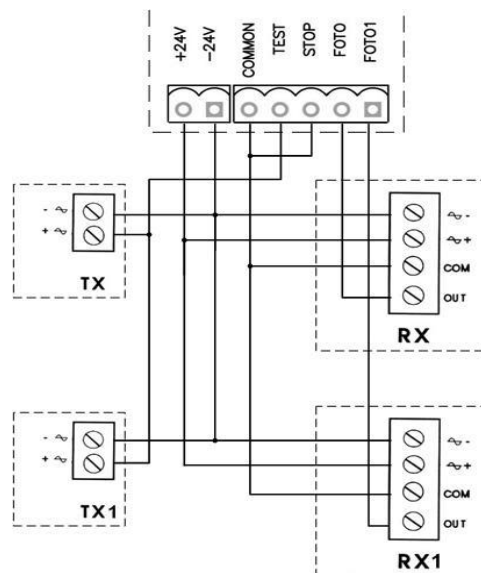 +24V
-24V
COMMON
TEST
STOP
FOTO
FOTO1
- ∿
+ ∿
TX
∿ -
∿ +
COM
OUT
RX
- ∿
+ ∿
TX1
∿ -
∿ +
COM
OUT
RX1